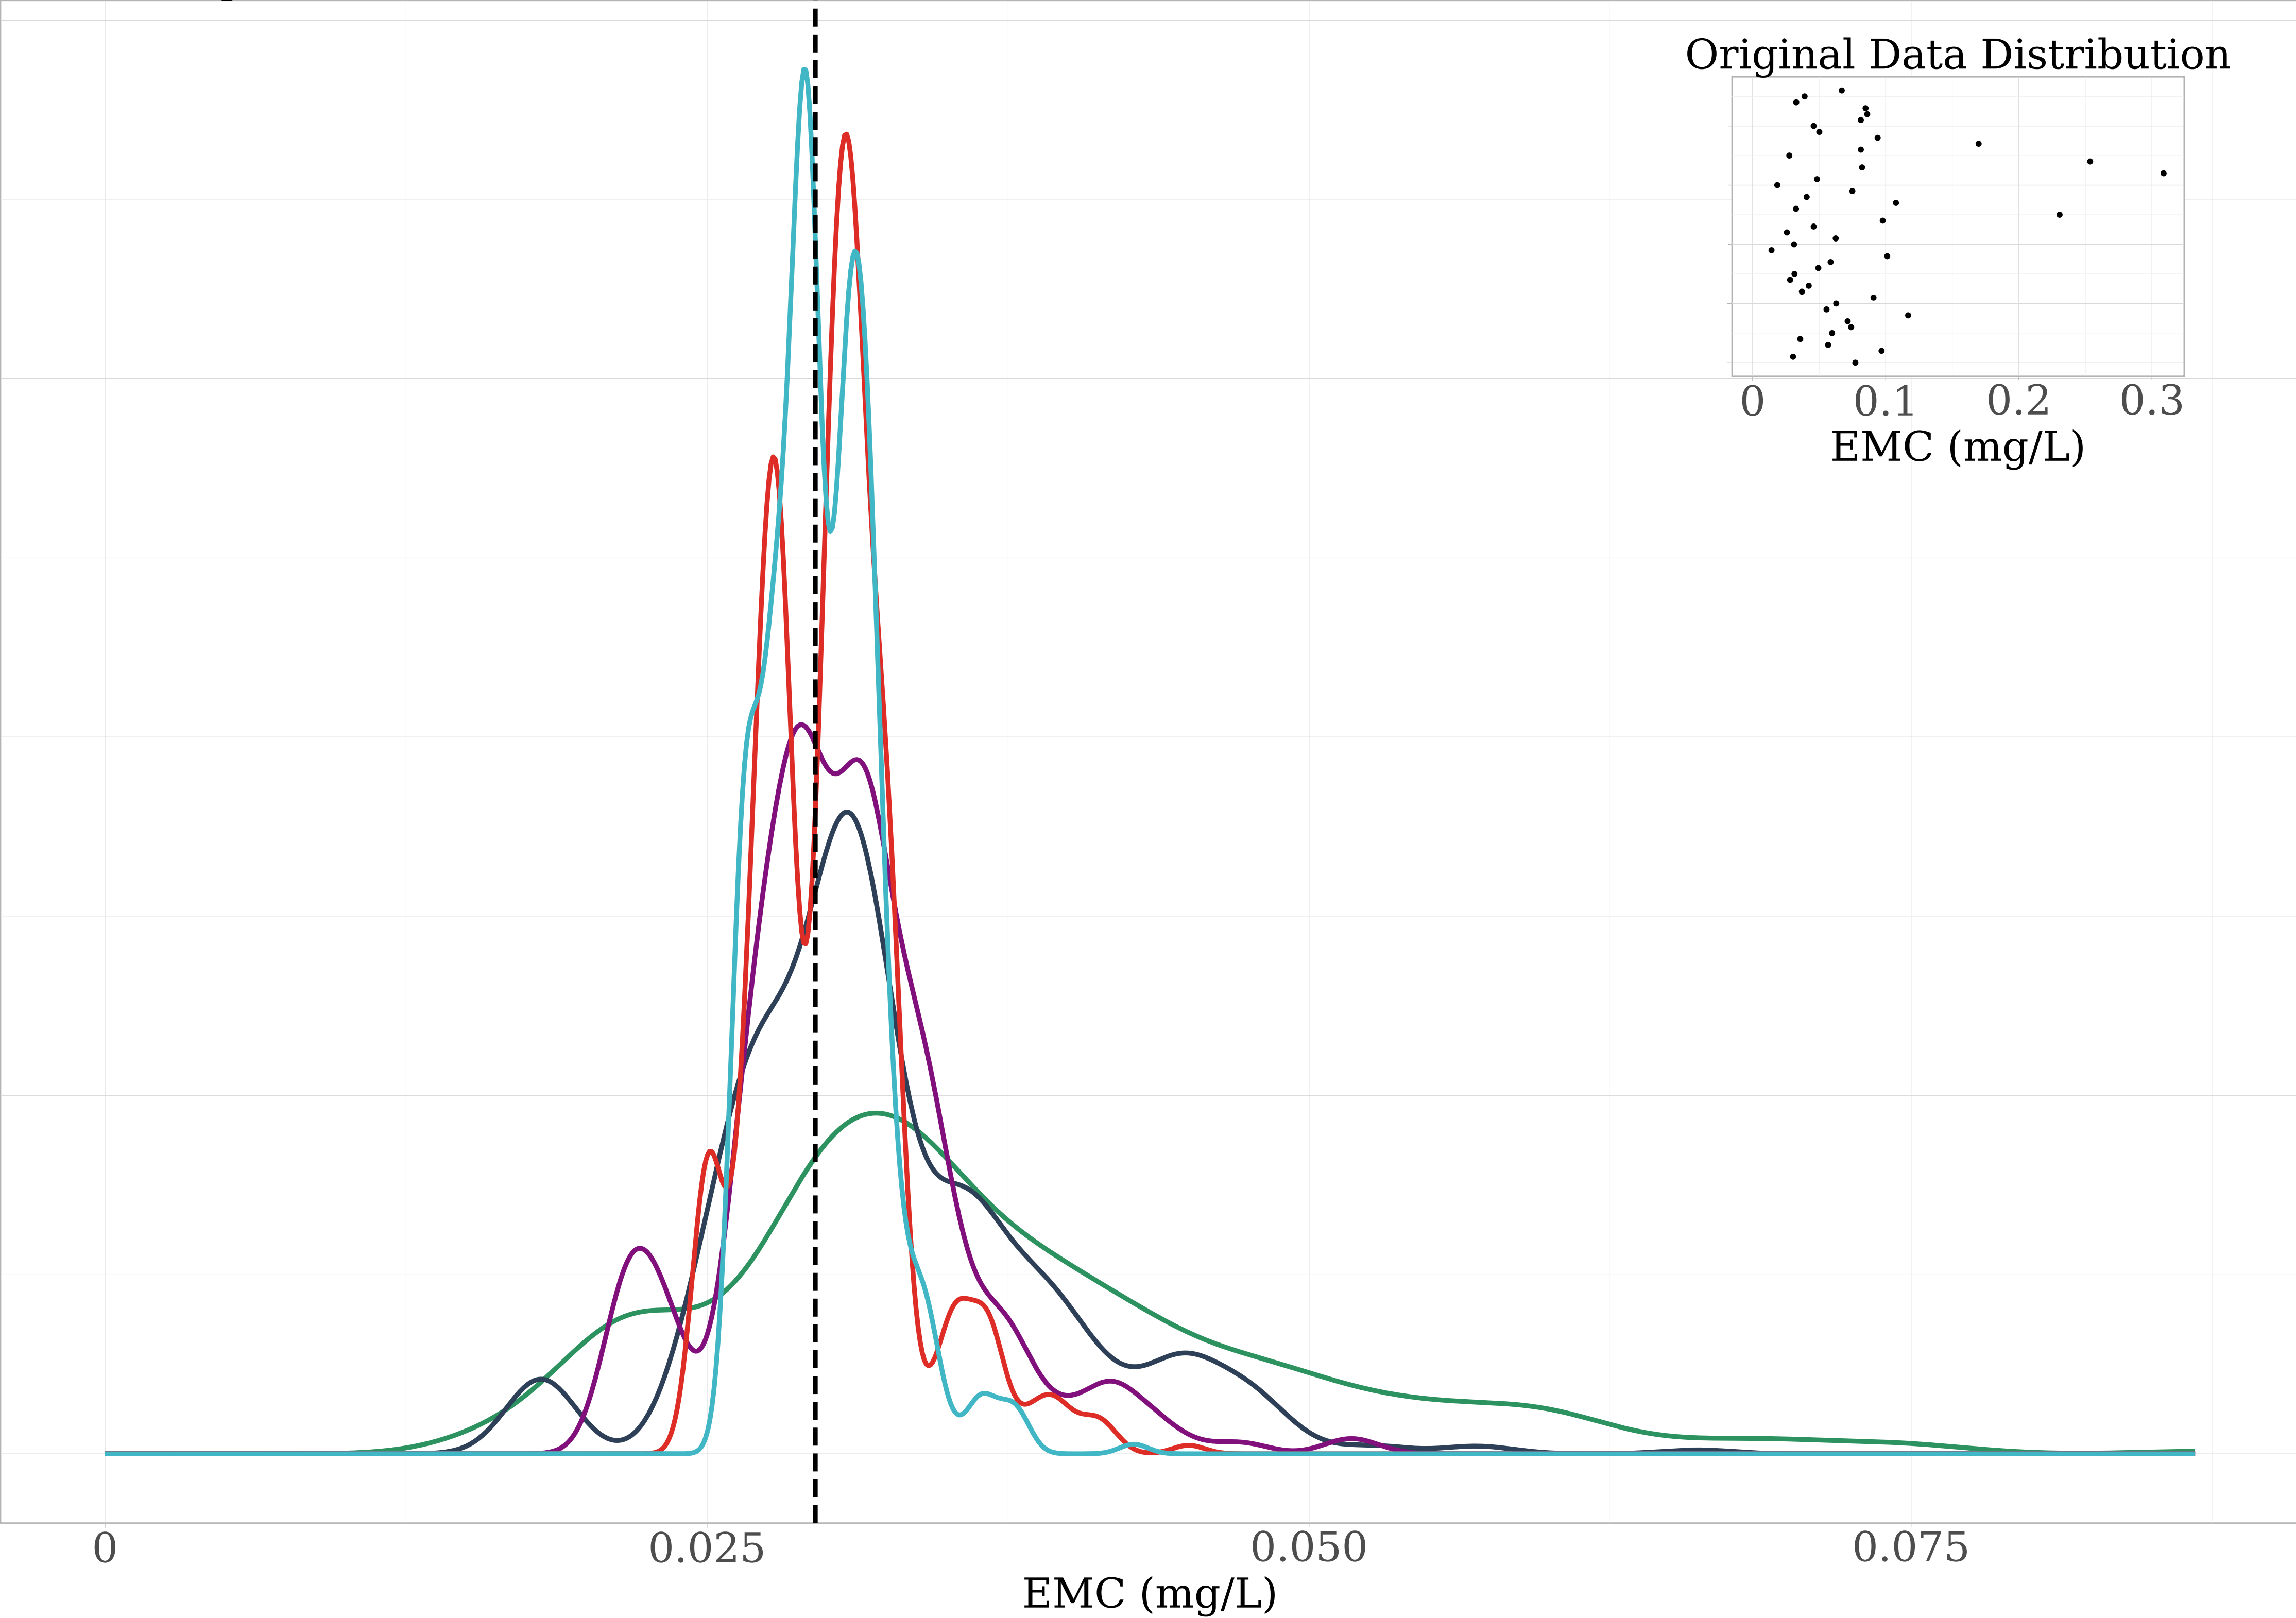 Original Data Distribution
0 0.1 0.2 0.3
EMC (mg/L)
0 0.025 0.050 0.075
EMC (mg/L)